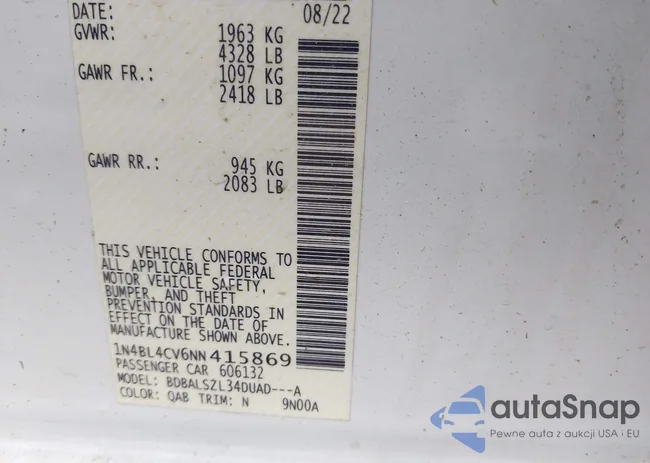 DATE: 08/22
GVWR: 1963 KG
4328 LB
GAWR FR.: 1097 KG
2418 LB
GAWR RR.: 945 KG
2083 LB
THIS VEHICLE CONFORMS TO
ALL APPLICABLE FEDERAL
MOTOR VEHICLE SAFETY,
BUMPER, AND THEFT
PREVENTION STANDARDS IN
EFFECT ON THE DATE OF
MANUFACTURE SHOWN ABOVE.
1N4BL4CV6NN415869
PASSENGER CAR 606132
MODEL: BDBALSZL34DUAD---A
COLOR: QAB TRIM: N 9N00A
autaSnap
Pewne auta z aukcji USA i EU